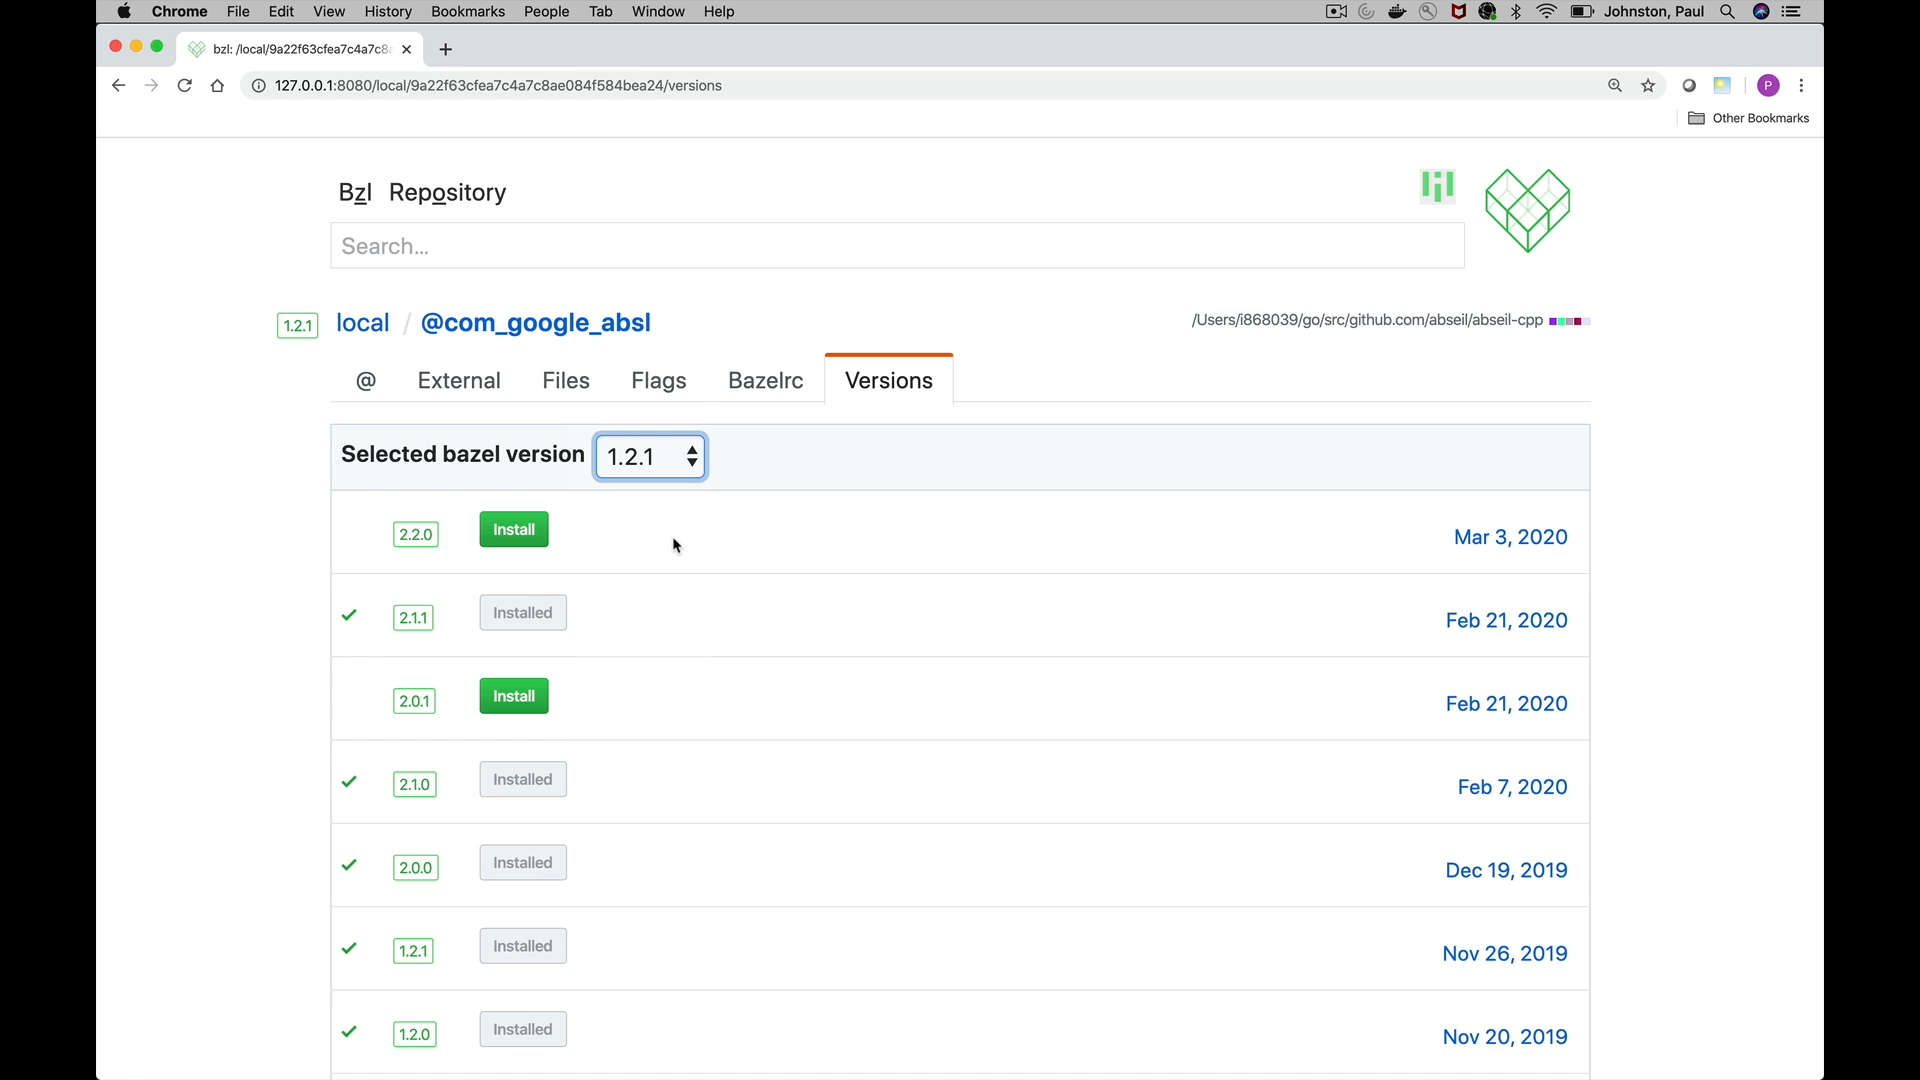 Chrome File Edit View History Bookmarks People Tab Window Help Johnston, Paul
bzl: /local/9a22f63cfea7c4a7c8a
127.0.0.1:8080/local/9a22f63cfea7c4a7c8ae084f584bea24/versions P
Other Bookmarks
Bzl Repository
Search...
1.2.1 local / @com_google_absl /Users/i868039/go/src/github.com/abseil/abseil-cpp
@ External Files Flags Bazelrc Versions
Selected bazel version 1.2.1
2.2.0 Install Mar 3, 2020
2.1.1 Installed Feb 21, 2020
2.0.1 Install Feb 21, 2020
2.1.0 Installed Feb 7, 2020
2.0.0 Installed Dec 19, 2019
1.2.1 Installed Nov 26, 2019
1.2.0 Installed Nov 20, 2019